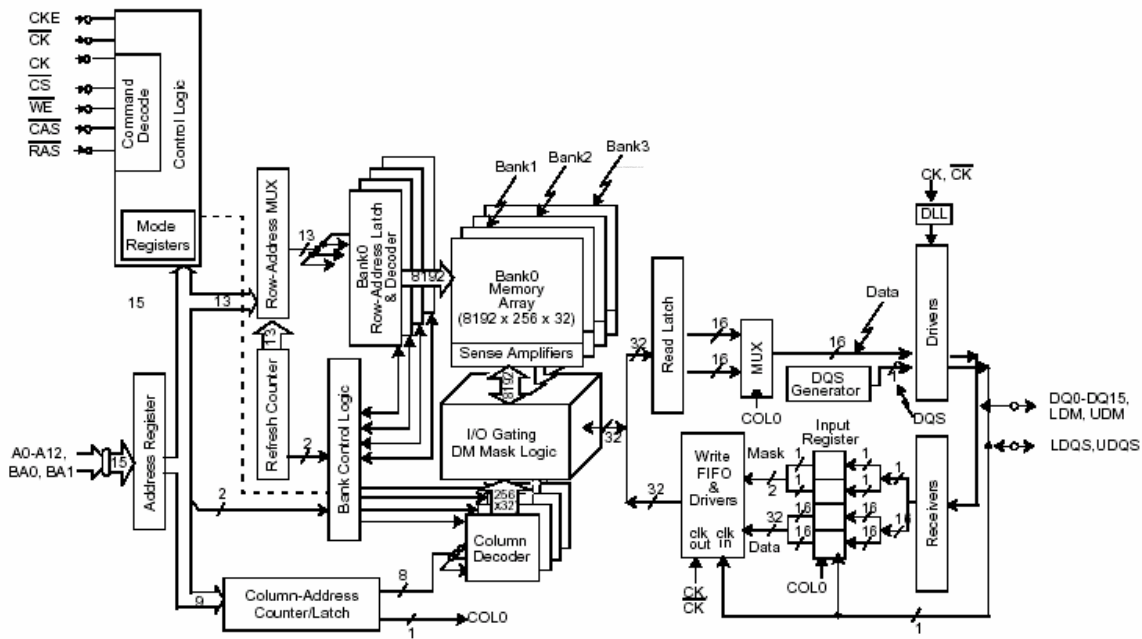 CKE
CK
CK
CS
WE
CAS
RAS
Command
Decode
Control Logic
Mode
Registers
15
13
Row-Address MUX
13
Refresh Counter
13
Bank0
Row-Address Latch
& Decoder
8192
Bank1
Bank2
Bank3
Bank0
Memory
Array
(8192 x 256 x 32)
Sense Amplifiers
8192
I/O Gating
DM Mask Logic
2
Bank Control Logic
A0-A12,
BA0, BA1
15
Address Register
2
256
x32
Column
Decoder
9
Column-Address
Counter/Latch
8
1
COL0
32
32
Read Latch
16
16
MUX
COL0
16
Data
DQS
Generator
1
DQS
CK, CK
DLL
Drivers
DQ0-DQ15,
LDM, UDM
LDQS,UDQS
32
Write
FIFO
&
Drivers
clk
out
clk
in
Mask
2
32
Data
Input
Register
1
1
16
16
1
1
16
16
1
16
Receivers
COL0
CK
CK
1